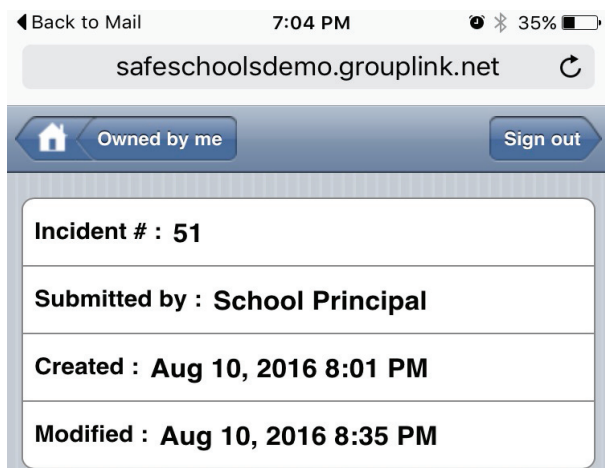 Back to Mail 7:04 PM 35%
safeschoolsdemo.grouplink.net
Owned by me Sign out
Incident # : 51
Submitted by : School Principal
Created : Aug 10, 2016 8:01 PM
Modified : Aug 10, 2016 8:35 PM